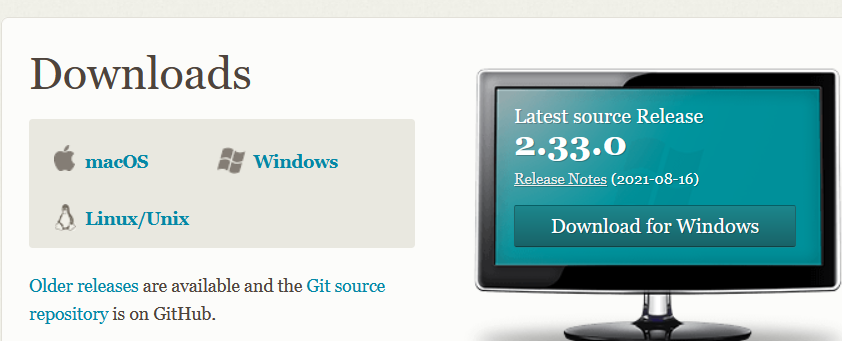 Downloads
macOS
Windows
Linux/Unix
Older releases are available and the Git source
repository is on GitHub.
Latest source Release
2.33.0
Release Notes (2021-08-16)
Download for Windows